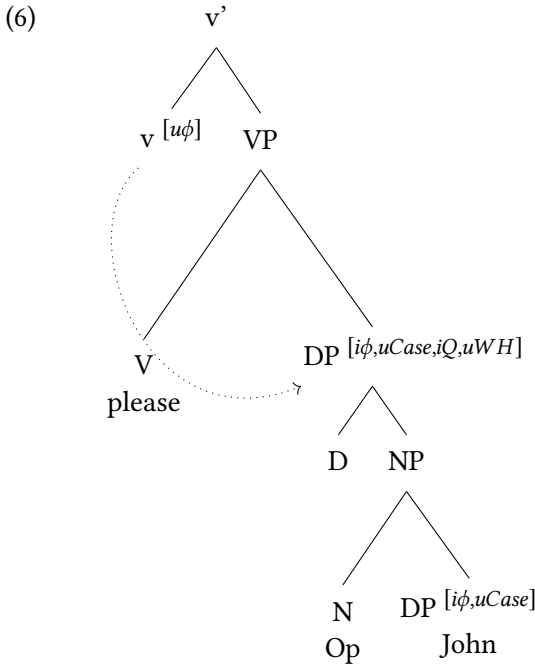 (6)
v’
v [uϕ] VP
V DP [iϕ,uCase,iQ,uWH]
please
D NP
N DP [iϕ,uCase]
Op John